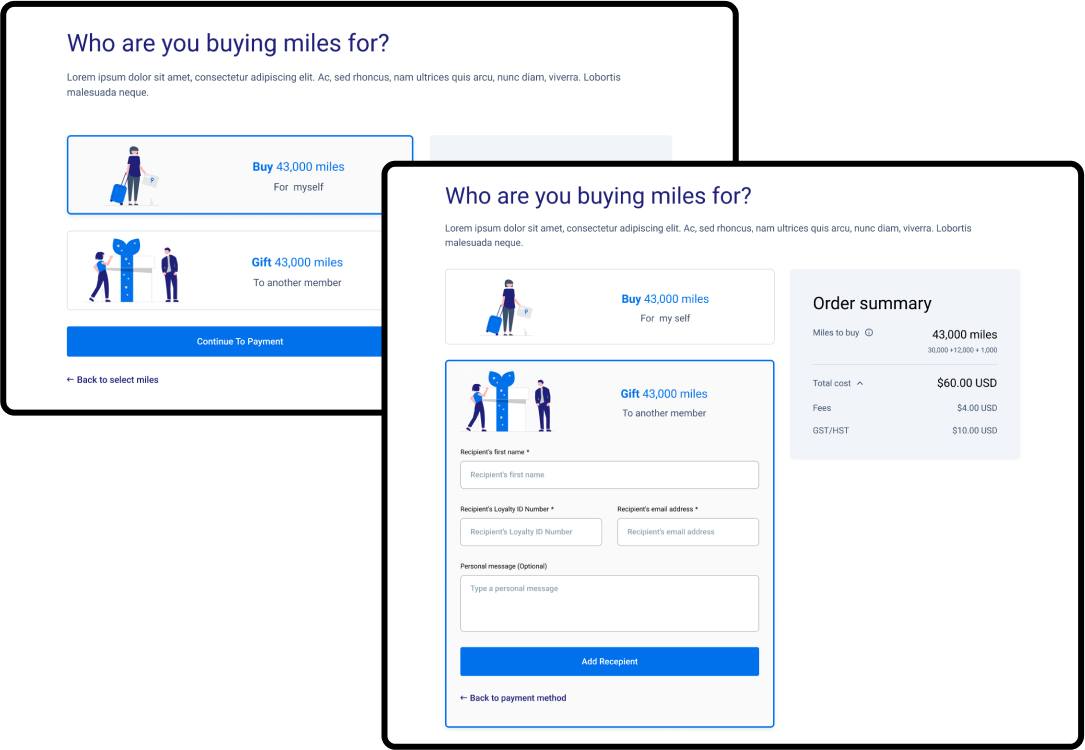 Who are you buying miles for?
Lorem ipsum dolor sit amet, consectetur adipiscing elit. Ac, sed rhoncus, nam ultrices quis arcu, nunc diam, viverra. Lobortis
malesuada neque.
P
Buy 43,000 miles
For myself
Gift 43,000 miles
To another member
Continue To Payment
← Back to select miles
Who are you buying miles for?
Lorem ipsum dolor sit amet, consectetur adipiscing elit. Ac, sed rhoncus, nam ultrices quis arcu, nunc diam, viverra. Lobortis
malesuada neque.
P
Buy 43,000 miles
For my self
Gift 43,000 miles
To another member
Recipient's first name *
Recipient's first name
Recipient's Loyalty ID Number * Recipient's email address *
Recipient's Loyalty ID Number Recipient's email address
Personal message (Optional)
Type a personal message
Add Recepient
← Back to payment method
Order summary
Miles to buy 43,000 miles
30,000 +12,000 + 1,000
Total cost $60.00 USD
Fees $4.00 USD
GST/HST $10.00 USD